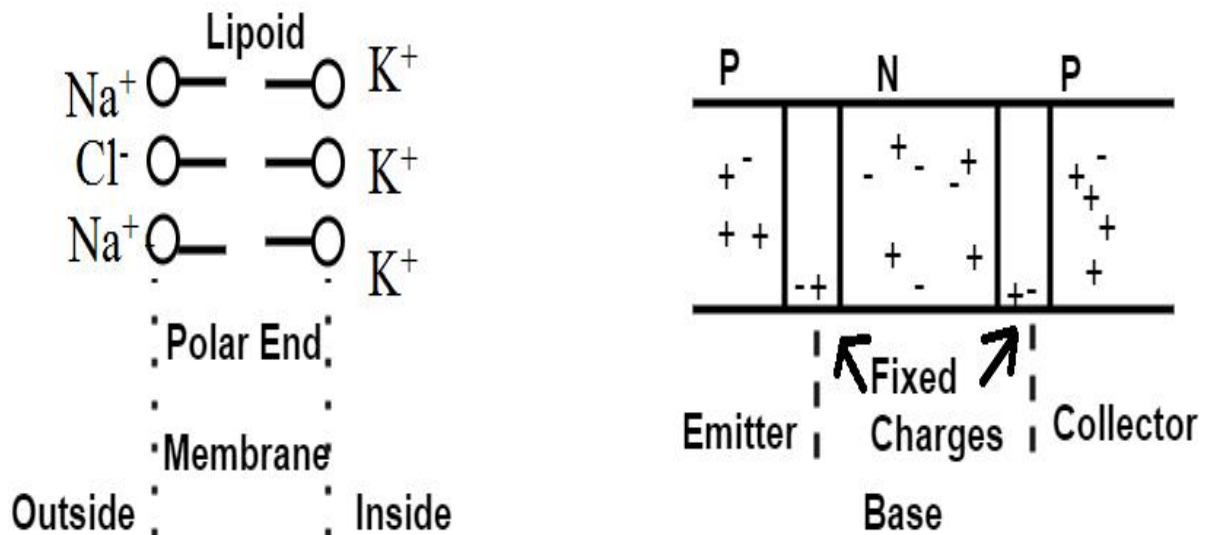 Lipoid
Na⁺ K⁺
Cl⁻ K⁺
Na⁺ K⁺
Polar End
Membrane
Outside Inside
P N P
+ - + + -
- - + - +
+ + + + +
+ - +
- + + -
Fixed
Charges
Emitter Collector
Base